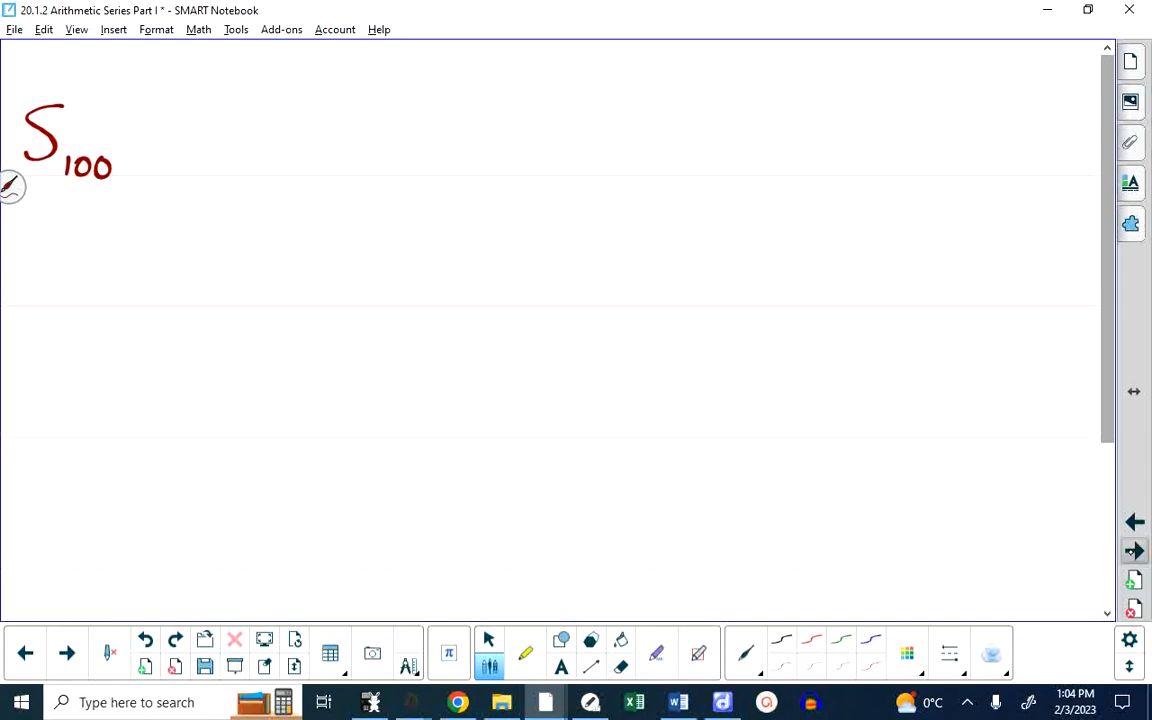 20.1.2 Arithmetic Series Part I * - SMART Notebook
File Edit View Insert Format Math Tools Add-ons Account Help
S₁₀₀
π
A
Type here to search
0°C
1:04 PM
2/3/2023